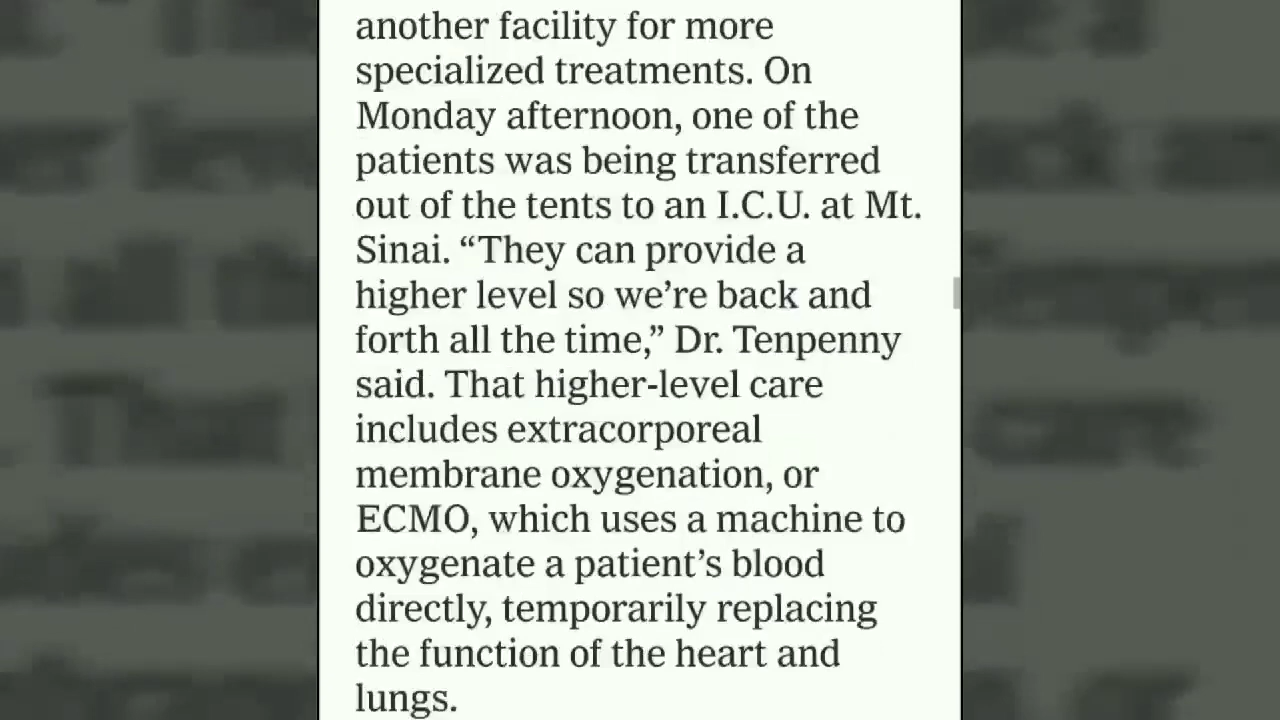 another facility for more
specialized treatments. On
Monday afternoon, one of the
patients was being transferred
out of the tents to an I.C.U. at Mt.
Sinai. “They can provide a
higher level so we’re back and
forth all the time,” Dr. Tenpenny
said. That higher-level care
includes extracorporeal
membrane oxygenation, or
ECMO, which uses a machine to
oxygenate a patient’s blood
directly, temporarily replacing
the function of the heart and
lungs.